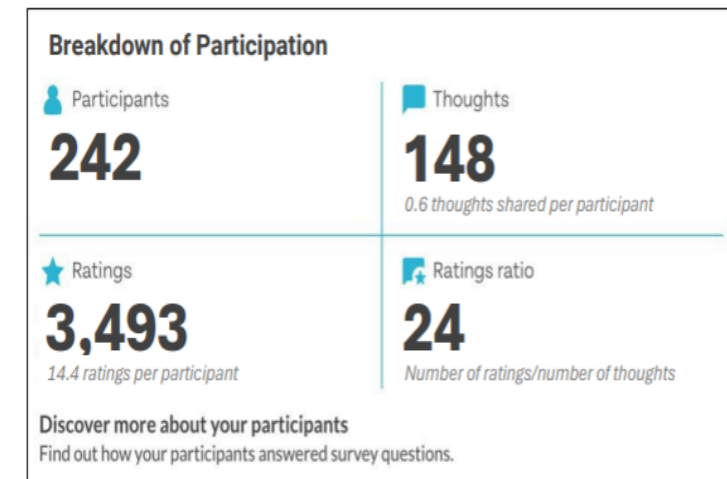 Breakdown of Participation
Participants
242
Thoughts
148
0.6 thoughts shared per participant
Ratings
3,493
14.4 ratings per participant
Ratings ratio
24
Number of ratings/number of thoughts
Discover more about your participants
Find out how your participants answered survey questions.